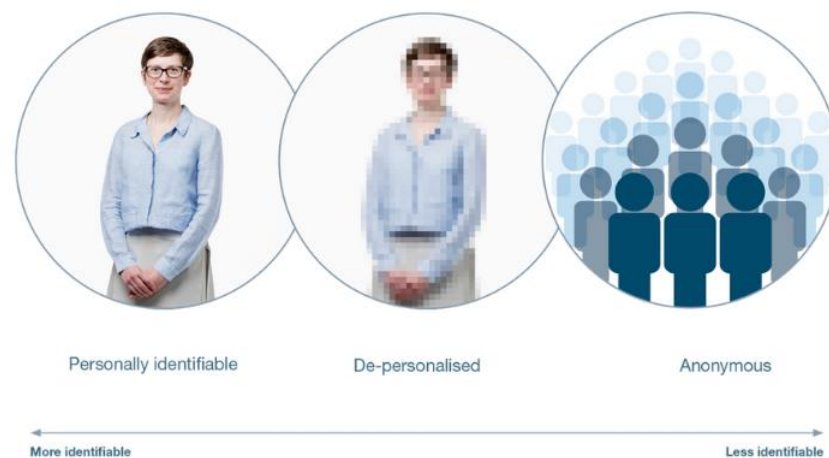 Personally identifiable
De-personalised
Anonymous
More identifiable
Less identifiable